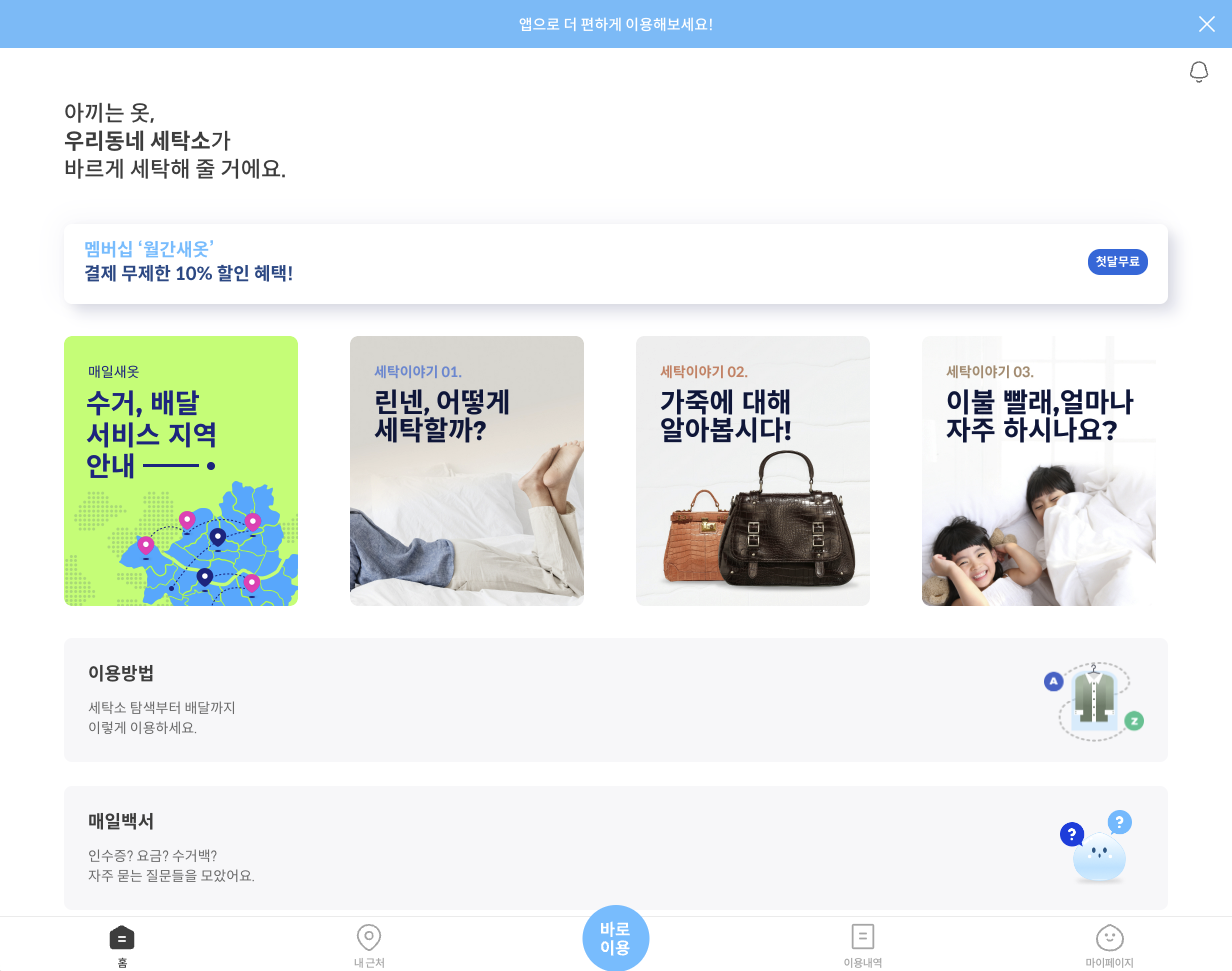 앱으로 더 편하게 이용해보세요!
아끼는 옷,
우리동네 세탁소가
바르게 세탁해 줄 거에요.
멤버십 ‘월간새옷’
결제 무제한 10% 할인 혜택!
첫달무료
매일새옷
수거, 배달
서비스 지역
안내
세탁이야기 01.
린넨, 어떻게
세탁할까?
세탁이야기 02.
가죽에 대해
알아봅시다!
세탁이야기 03.
이불 빨래,얼마나
자주 하시나요?
이용방법
세탁소 탐색부터 배달까지
이렇게 이용하세요.
A
Z
매일백서
인수증? 요금? 수거백?
자주 묻는 질문들을 모았어요.
?
?
홈
내 근처
바로
이용
이용내역
마이페이지